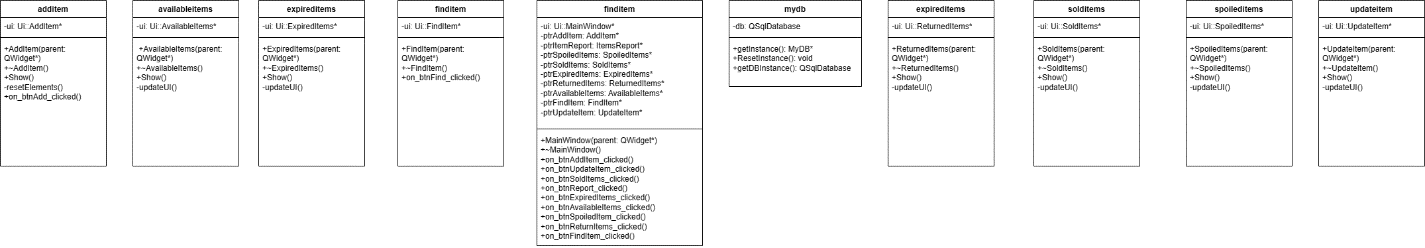 additem
-ui: Ui::AddItem*
+AddItem(parent:
QWidget*)
+~AddItem()
+Show()
-resetElements()
+on_btnAdd_clicked()
availableitems
-ui: Ui::AvailableItems*
+AvailableItems(parent:
QWidget*)
+~AvailableItems()
+Show()
-updateUI()
expireditems
-ui: Ui::ExpiredItems*
+ExpiredItems(parent:
QWidget*)
+~ExpiredItems()
+Show()
-updateUI()
finditem
-ui: Ui::FindItem*
+FindItem(parent:
QWidget*)
+~FindItem()
+on_btnFind_clicked()
finditem
-ui: Ui::MainWindow*
-ptrAddItem: AddItem*
-ptrItemReport: ItemsReport*
-ptrSpoiledItems: SpoiledItems*
-ptrSoldItems: SoldItems*
-ptrExpiredItems: ExpiredItems*
-ptrReturnedItems: ReturnedItems*
-ptrAvailableItems: AvailableItems*
-ptrFindItem: FindItem*
-ptrUpdateItem: UpdateItem*
+MainWindow(parent: QWidget*)
+~MainWindow()
+on_btnAddItem_clicked()
+on_btnUpdateItem_clicked()
+on_btnSoldItems_clicked()
+on_btnReport_clicked()
+on_btnExpiredItems_clicked()
+on_btnAvailableItems_clicked()
+on_btnSpoiledItem_clicked()
+on_btnReturnItems_clicked()
+on_btnFindItem_clicked()
mydb
-db: QSqlDatabase
+getInstance(): MyDB*
+ResetInstance(): void
+getDBInstance(): QSqlDatabase
expireditems
-ui: Ui::ReturnedItems*
+ReturnedItems(parent:
QWidget*)
+~ReturnedItems()
+Show()
-updateUI()
solditems
-ui: Ui::SoldItems*
+SoldItems(parent:
QWidget*)
+~SoldItems()
+Show()
-updateUI()
spoileditems
-ui: Ui::SpoiledItems*
+SpoiledItems(parent:
QWidget*)
+~SpoiledItems()
+Show()
-updateUI()
updateitem
-ui: Ui::UpdateItem*
+UpdateItem(parent:
QWidget*)
+~UpdateItem()
+Show()
-updateUI()